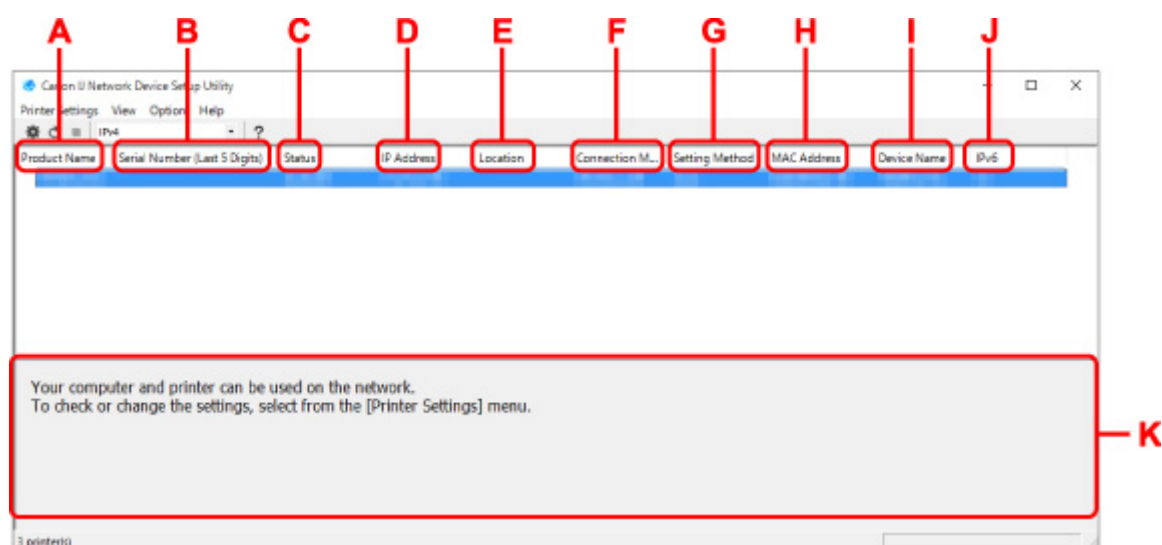 A B C D E F G H I J
Canon IJ Network Device Setup Utility
Printer Settings View Option Help
IPv4 ?
Product Name Serial Number (Last 5 Digits) Status IP Address Location Connection M... Setting Method MAC Address Device Name IPv6
Your computer and printer can be used on the network.
To check or change the settings, select from the [Printer Settings] menu.
K
3 printer(s)